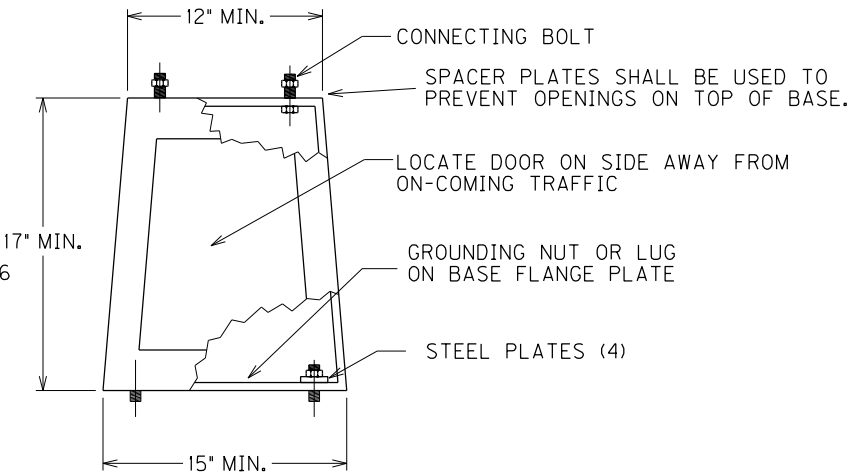 12" MIN.
CONNECTING BOLT
SPACER PLATES SHALL BE USED TO
PREVENT OPENINGS ON TOP OF BASE.
LOCATE DOOR ON SIDE AWAY FROM
ON-COMING TRAFFIC
17" MIN.
6
GROUNDING NUT OR LUG
ON BASE FLANGE PLATE
STEEL PLATES (4)
15" MIN.